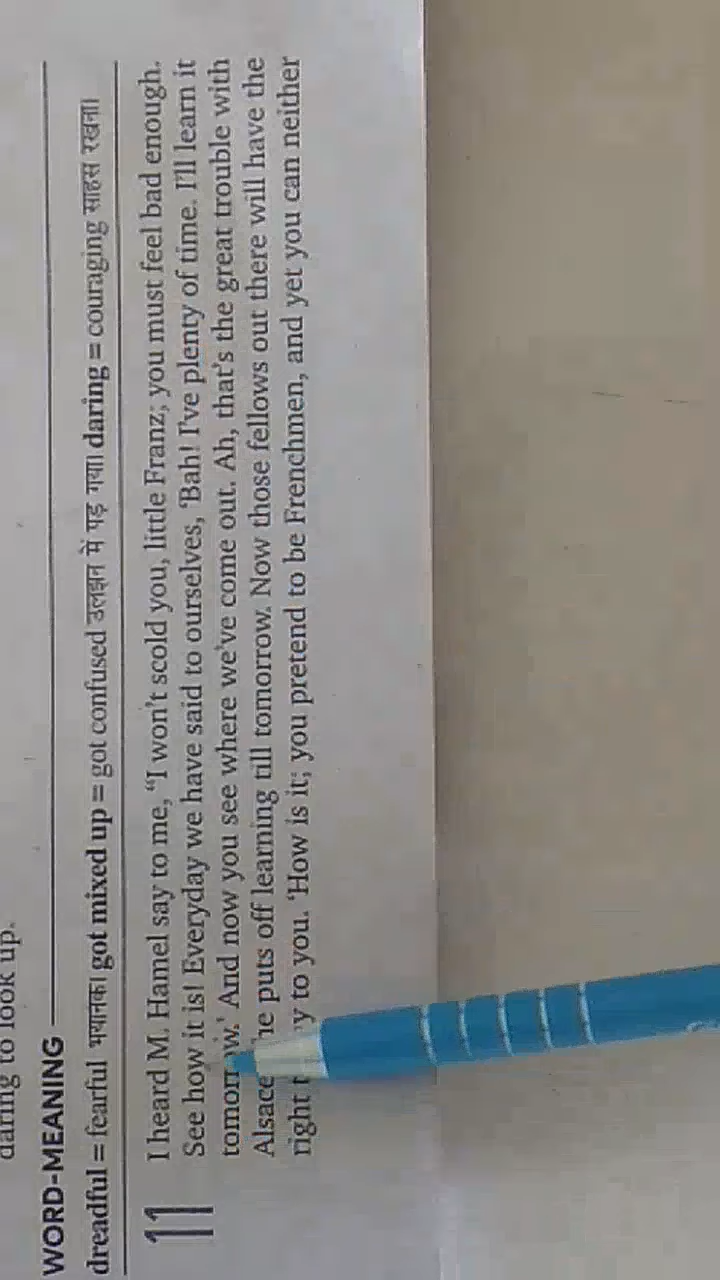 daring to look up.
WORD-MEANING
dreadful = fearful भयानक। got mixed up = got confused उलझन में पड़ गया। daring = couraging साहस रखना।
11
I heard M. Hamel say to me, “I won't scold you, little Franz; you must feel bad enough.
See how it is! Everyday we have said to ourselves, ‘Bah! I've plenty of time. I'll learn it
And now you see where we've come out. Ah, that's the great trouble with
Alsace puts off learning till tomorrow. Now those fellows out there will have the
right to you. ‘How is it; you pretend to be Frenchmen, and yet you can neither